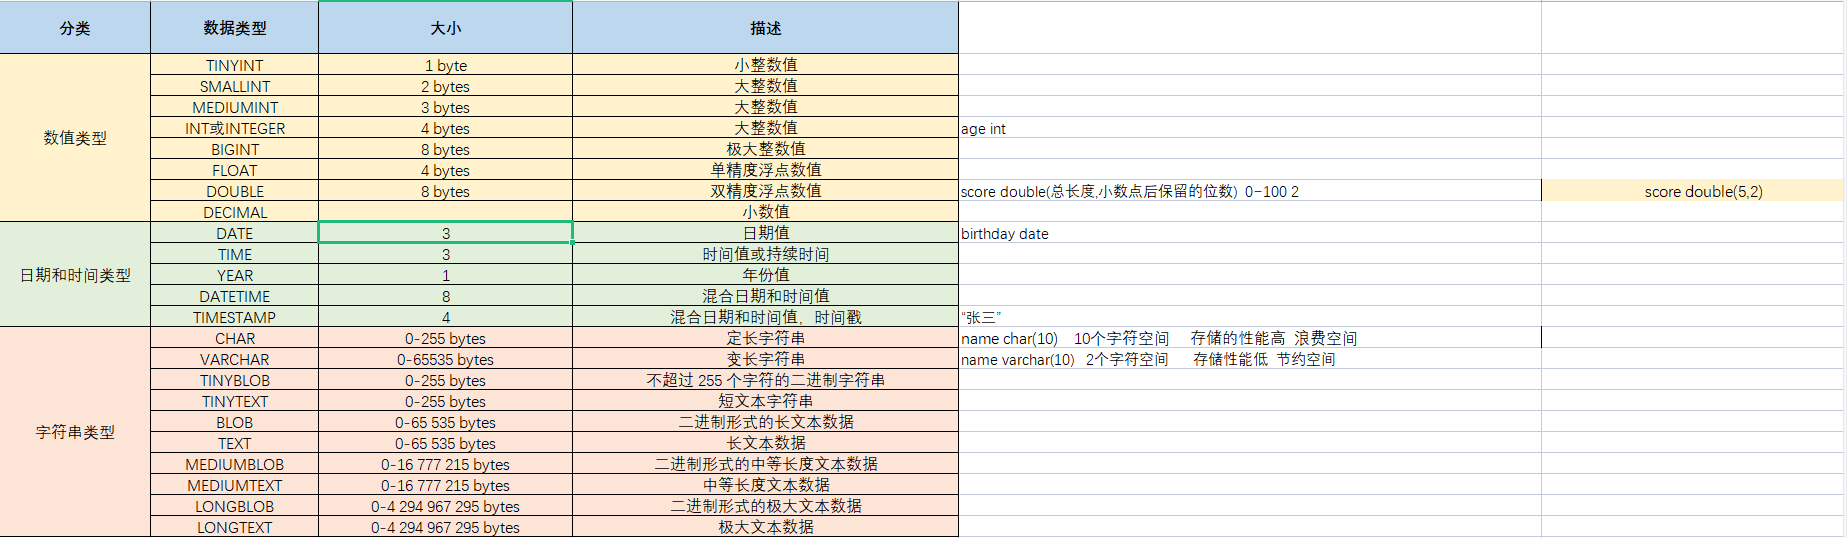 分类 数据类型 大小 描述
TINYINT 1 byte 小整数值
SMALLINT 2 bytes 大整数值
MEDIUMINT 3 bytes 大整数值
数值类型 INT或INTEGER 4 bytes 大整数值 age int
BIGINT 8 bytes 极大整数值
FLOAT 4 bytes 单精度浮点数值
DOUBLE 8 bytes 双精度浮点数值 score double(总长度,小数点后保留的位数) 0-100 2 score double(5,2)
DECIMAL 小数值
DATE 3 日期值 birthday date
TIME 3 时间值或持续时间
日期和时间类型 YEAR 1 年份值
DATETIME 8 混合日期和时间值
TIMESTAMP 4 混合日期和时间值，时间戳 “张三”
CHAR 0-255 bytes 定长字符串 name char(10) 10个字符空间 存储的性能高 浪费空间
VARCHAR 0-65535 bytes 变长字符串 name varchar(10) 2个字符空间 存储性能低 节约空间
TINYBLOB 0-255 bytes 不超过 255 个字符的二进制字符串
TINYTEXT 0-255 bytes 短文本字符串
字符串类型 BLOB 0-65 535 bytes 二进制形式的长文本数据
TEXT 0-65 535 bytes 长文本数据
MEDIUMBLOB 0-16 777 215 bytes 二进制形式的中等长度文本数据
MEDIUMTEXT 0-16 777 215 bytes 中等长度文本数据
LONGBLOB 0-4 294 967 295 bytes 二进制形式的极大文本数据
LONGTEXT 0-4 294 967 295 bytes 极大文本数据